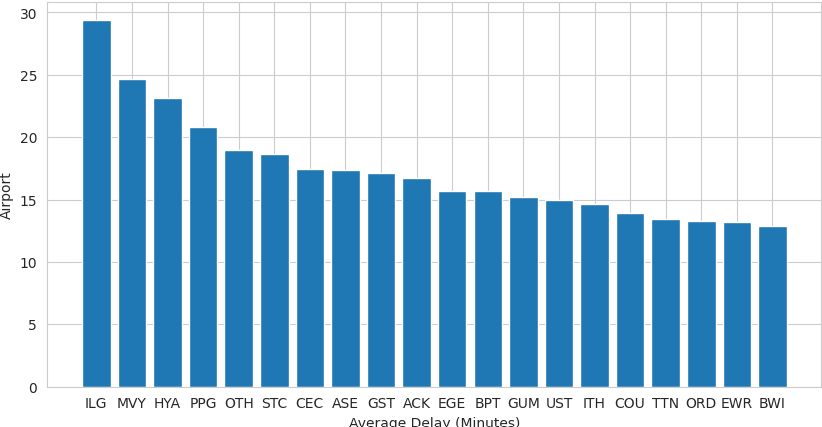 30
25
20
15
10
5
0
Airport
ILG MVY HYA PPG OTH STC CEC ASE GST ACK EGE BPT GUM UST ITH COU TTN ORD EWR BWI
Average Delay (Minutes)